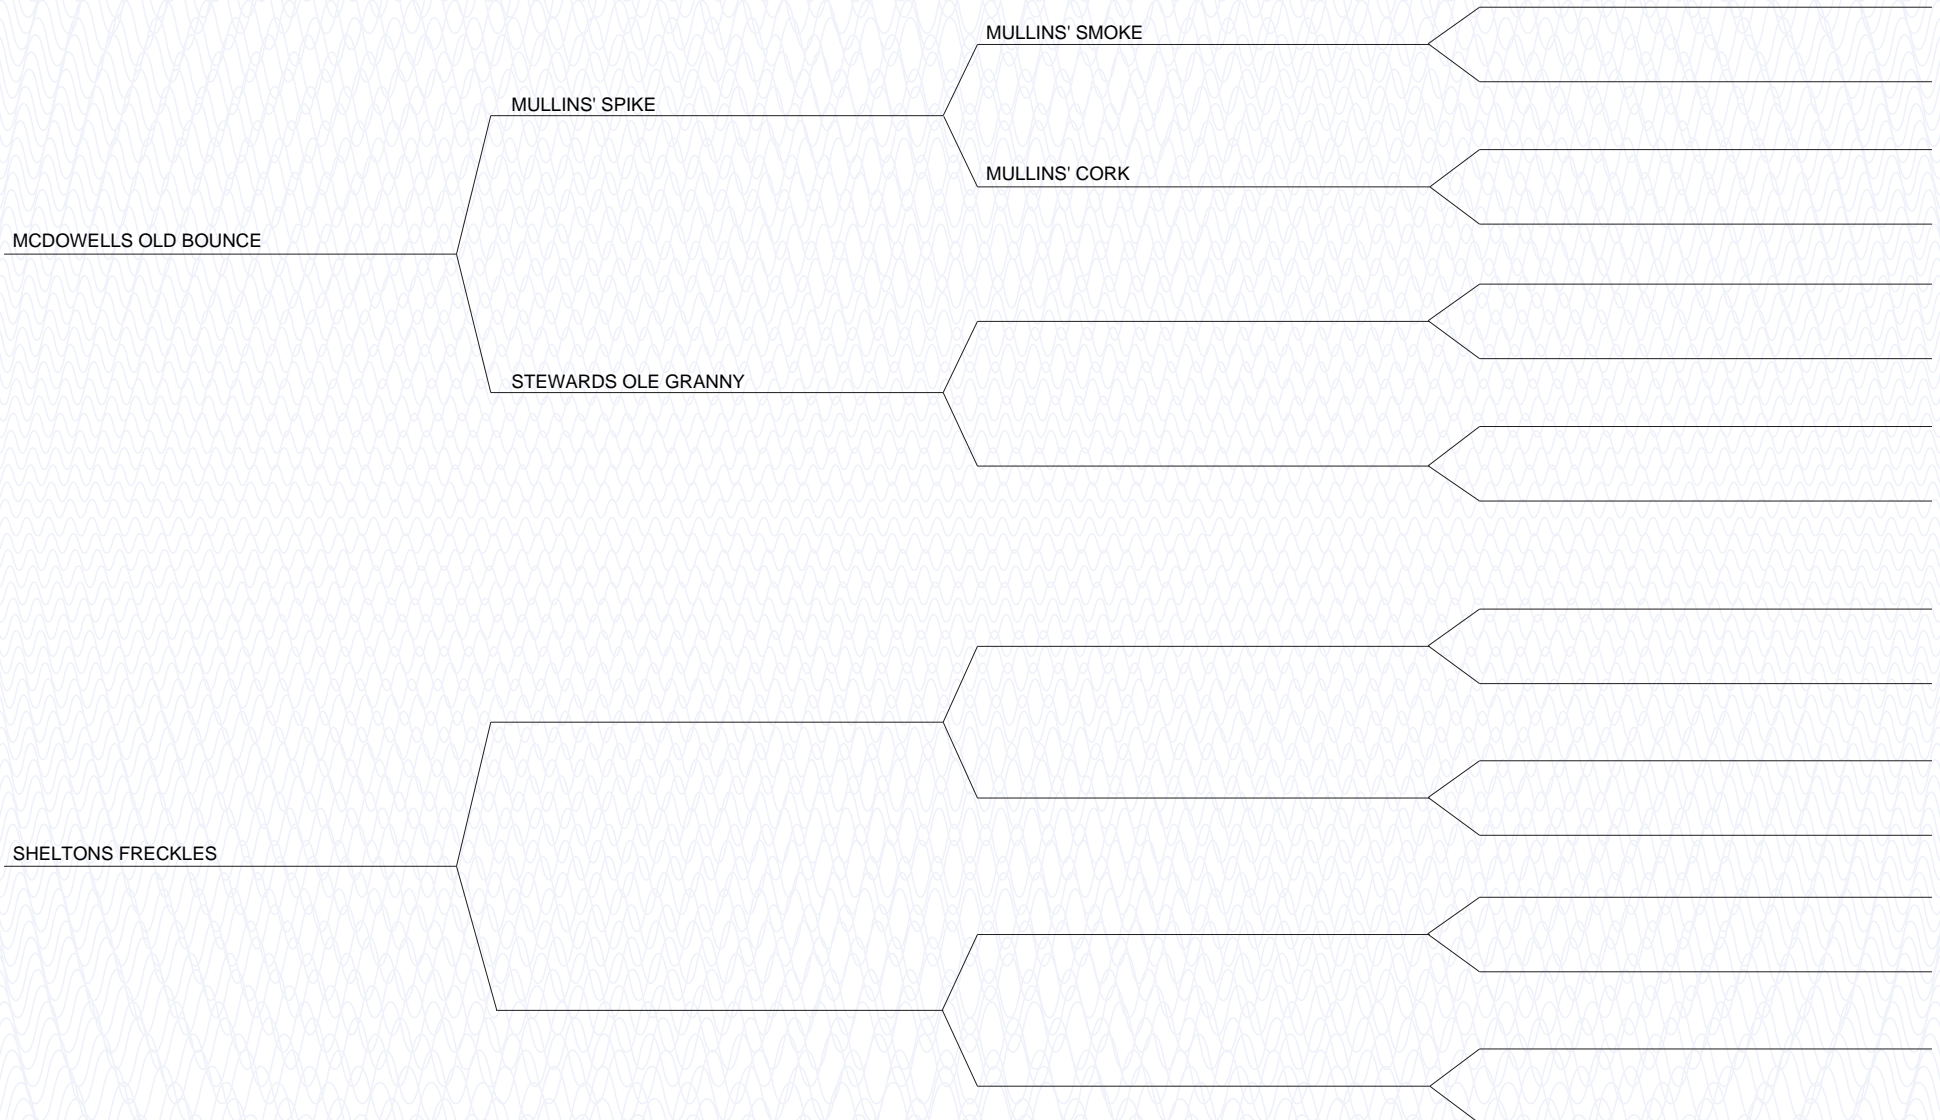 MULLINS' SMOKE
MULLINS' SPIKE
MULLINS' CORK
MCDOWELLS OLD BOUNCE
STEWARDS OLE GRANNY
SHELTONS FRECKLES